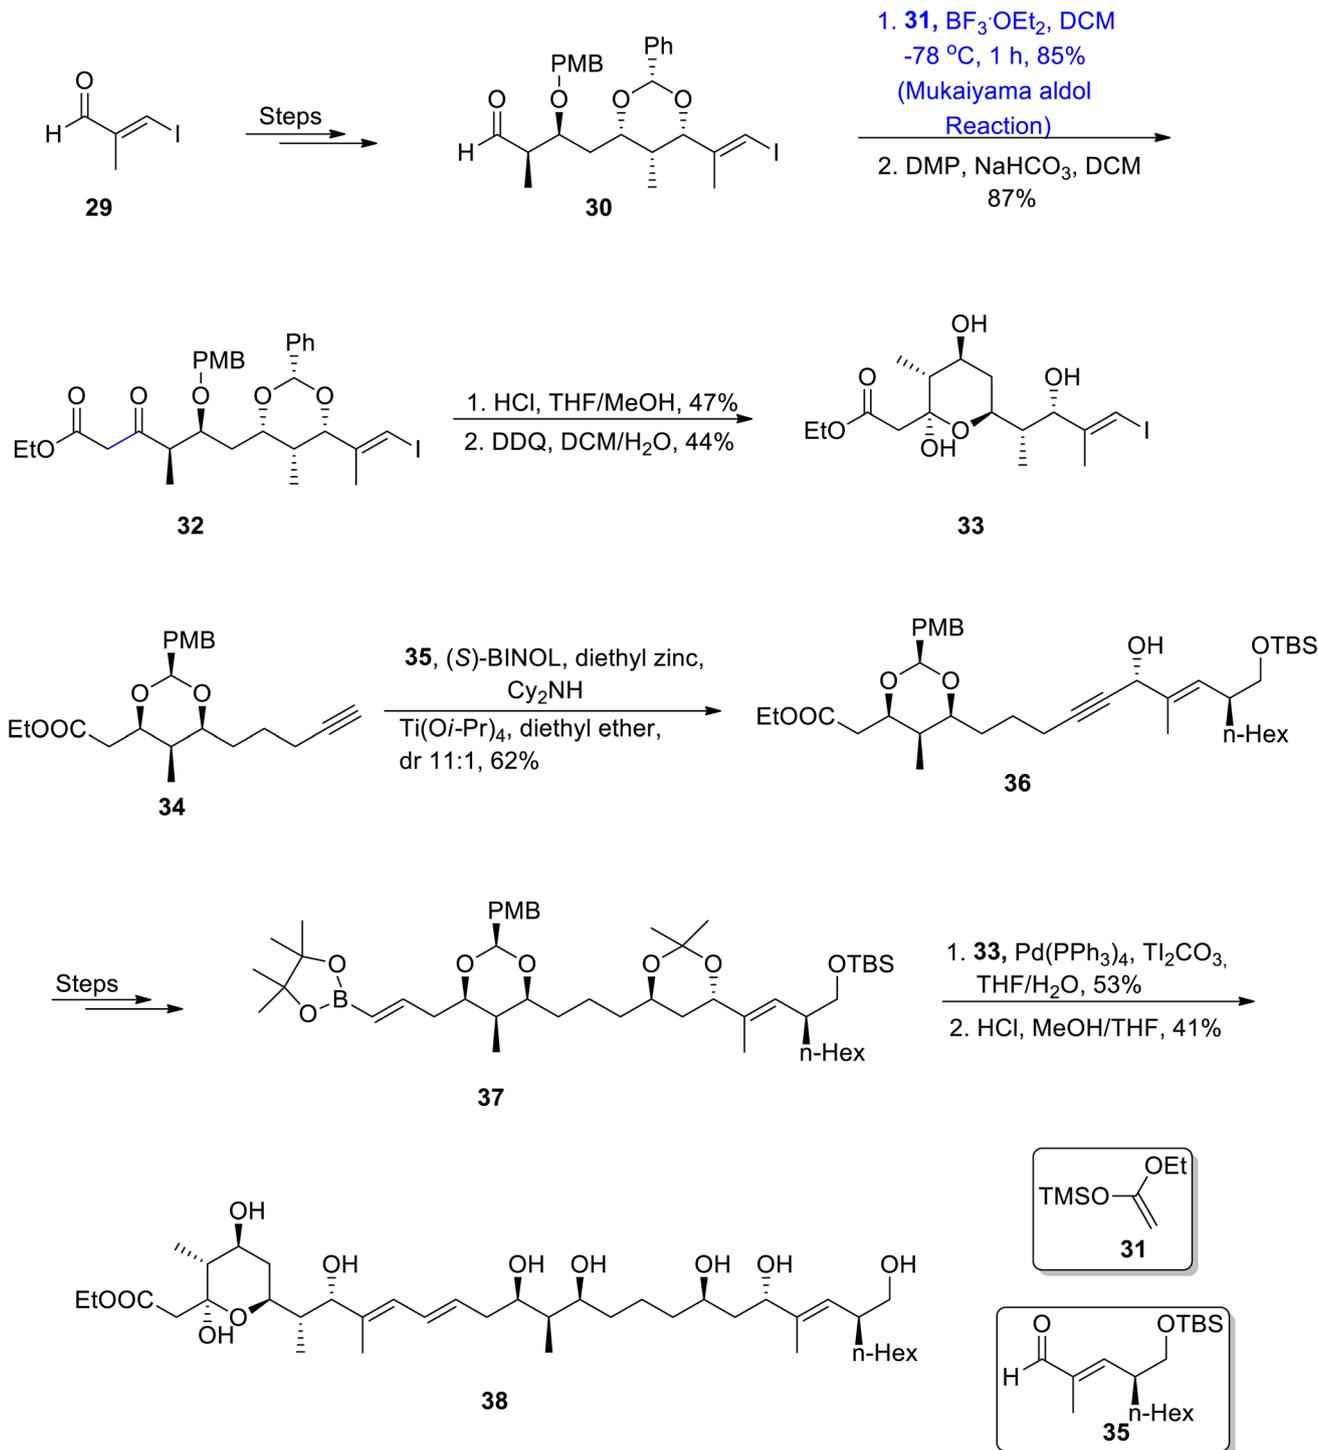 O
H
I
29
Steps
PMB
O
Ph
O
O
O
H
I
30
1. 31, BF3·OEt2, DCM
-78 oC, 1 h, 85%
(Mukaiyama aldol
Reaction)
2. DMP, NaHCO3, DCM
87%
O
O
EtO
PMB
O
Ph
O
O
I
32
1. HCl, THF/MeOH, 47%
2. DDQ, DCM/H2O, 44%
OH
O
EtO
OH
O
OH
I
33
PMB
O
O
EtOOC
34
35, (S)-BINOL, diethyl zinc,
Cy2NH
Ti(Oi-Pr)4, diethyl ether,
dr 11:1, 62%
PMB
O
O
EtOOC
OH
OTBS
n-Hex
36
Steps
O
B
O
PMB
O
O
O
O
OTBS
n-Hex
37
1. 33, Pd(PPh3)4, TI2CO3,
THF/H2O, 53%
2. HCl, MeOH/THF, 41%
OH
EtOOC
OH
O
OH
OH
OH
OH
OH
OH
n-Hex
38
OEt
TMSO
31
O
H
OTBS
n-Hex
35